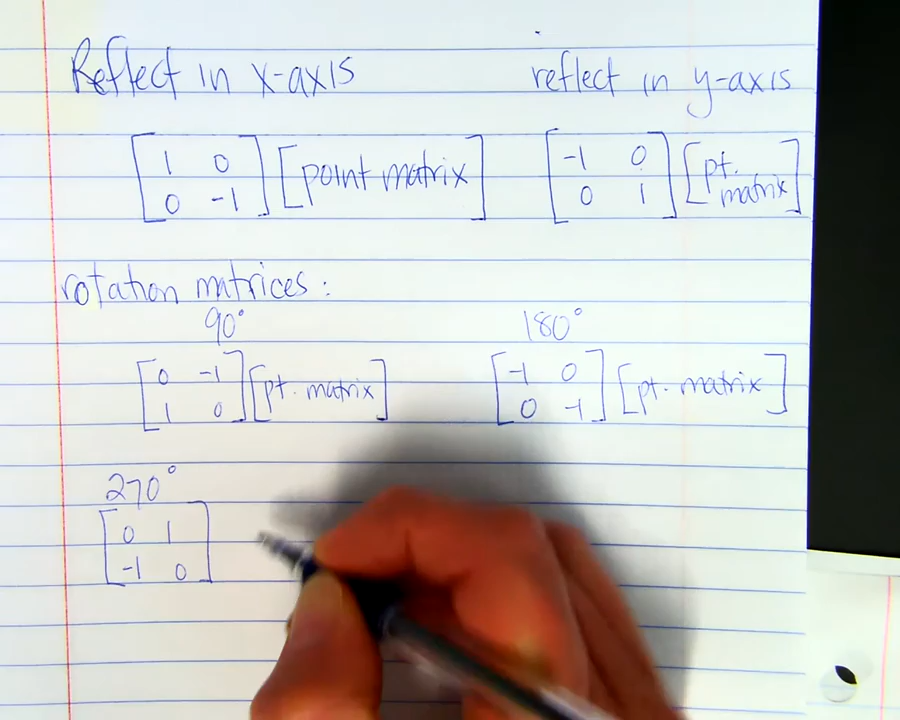 Reflect in x-axis reflect in y-axis
[1 0
0 -1] [point matrix] [-1 0
0 1] [pt. matrix]
rotation matrices:
90° 180°
[0 -1
1 0] [pt. matrix] [-1 0
0 -1] [pt. matrix]
270°
[0 1
-1 0]